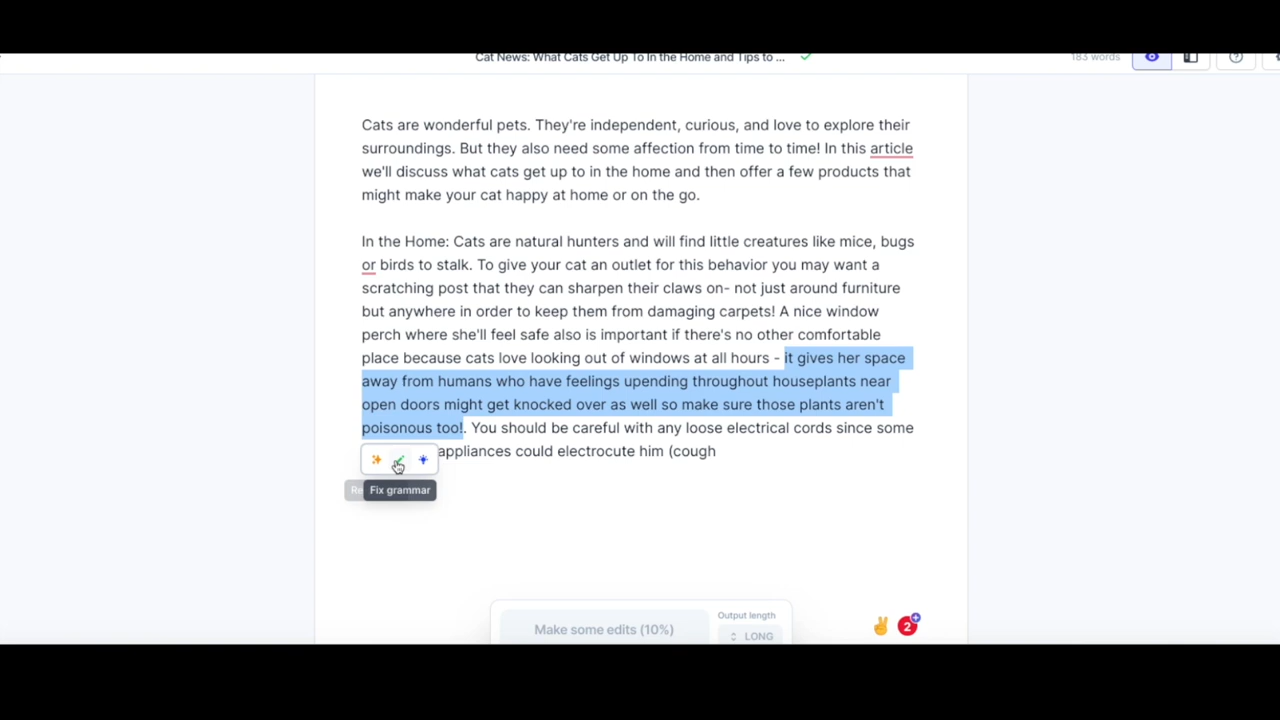 Cat News: What Cats Get Up To In the Home and Tips to ...
183 words
Cats are wonderful pets. They're independent, curious, and love to explore their
surroundings. But they also need some affection from time to time! In this article
we'll discuss what cats get up to in the home and then offer a few products that
might make your cat happy at home or on the go.
In the Home: Cats are natural hunters and will find little creatures like mice, bugs
or birds to stalk. To give your cat an outlet for this behavior you may want a
scratching post that they can sharpen their claws on- not just around furniture
but anywhere in order to keep them from damaging carpets! A nice window
perch where she'll feel safe also is important if there's no other comfortable
place because cats love looking out of windows at all hours - it gives her space
away from humans who have feelings upending throughout houseplants near
open doors might get knocked over as well so make sure those plants aren't
poisonous too!. You should be careful with any loose electrical cords since some
appliances could electrocute him (cough
Re
Fix grammar
Make some edits (10%)
Output length
LONG
2